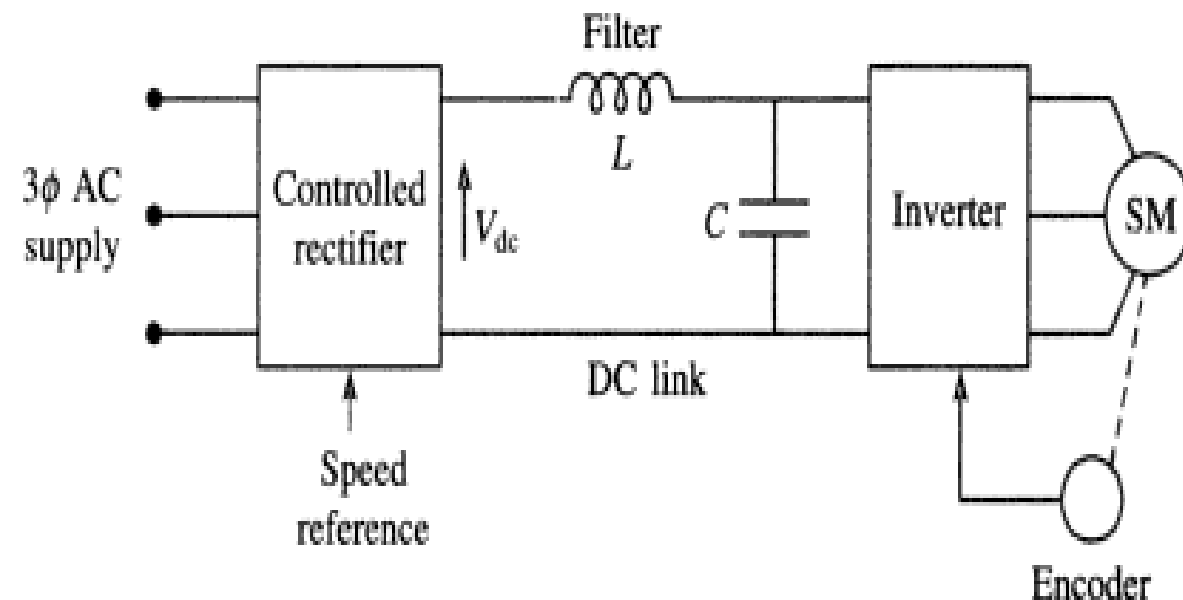 Filter
L
3ϕ AC
supply
Controlled
rectifier
V_dc
C
Inverter
SM
DC link
Speed
reference
Encoder